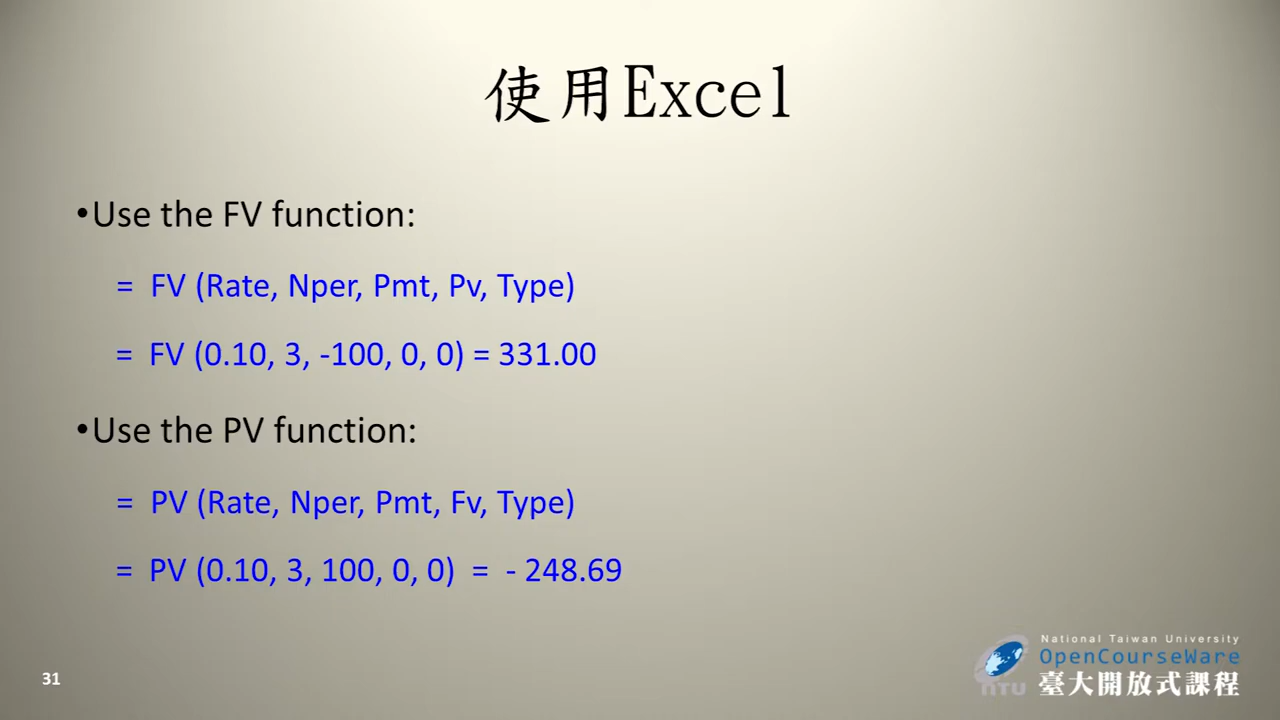 使用Excel
•Use the FV function:
= FV (Rate, Nper, Pmt, Pv, Type)
= FV (0.10, 3, -100, 0, 0) = 331.00
•Use the PV function:
= PV (Rate, Nper, Pmt, Fv, Type)
= PV (0.10, 3, 100, 0, 0) = - 248.69
National Taiwan University
OpenCourseWare
NTU
臺大開放式課程
31